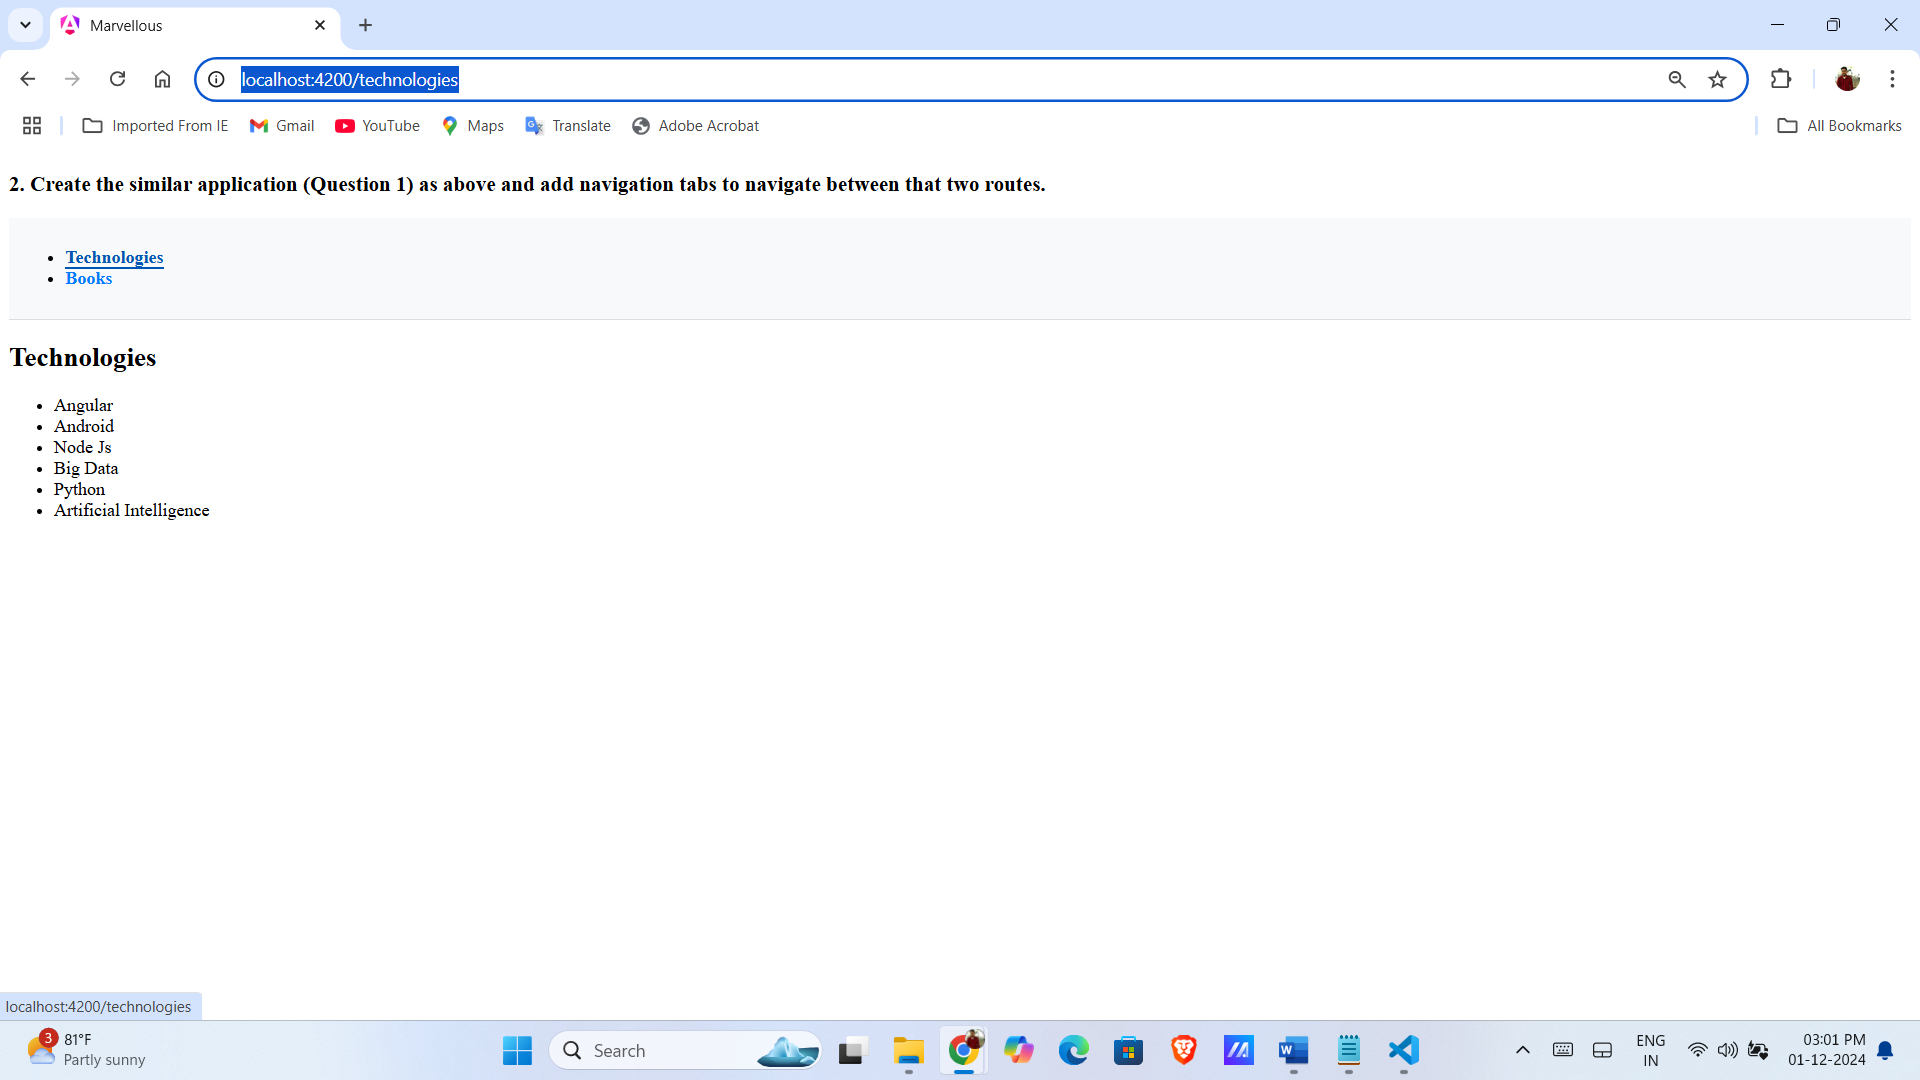 Marvellous
localhost:4200/technologies
Imported From IE Gmail YouTube Maps Translate Adobe Acrobat All Bookmarks
2. Create the similar application (Question 1) as above and add navigation tabs to navigate between that two routes.
Technologies
Books
Technologies
Angular
Android
Node Js
Big Data
Python
Artificial Intelligence
localhost:4200/technologies
3 81°F
Partly sunny
Search
ENG
IN
03:01 PM
01-12-2024